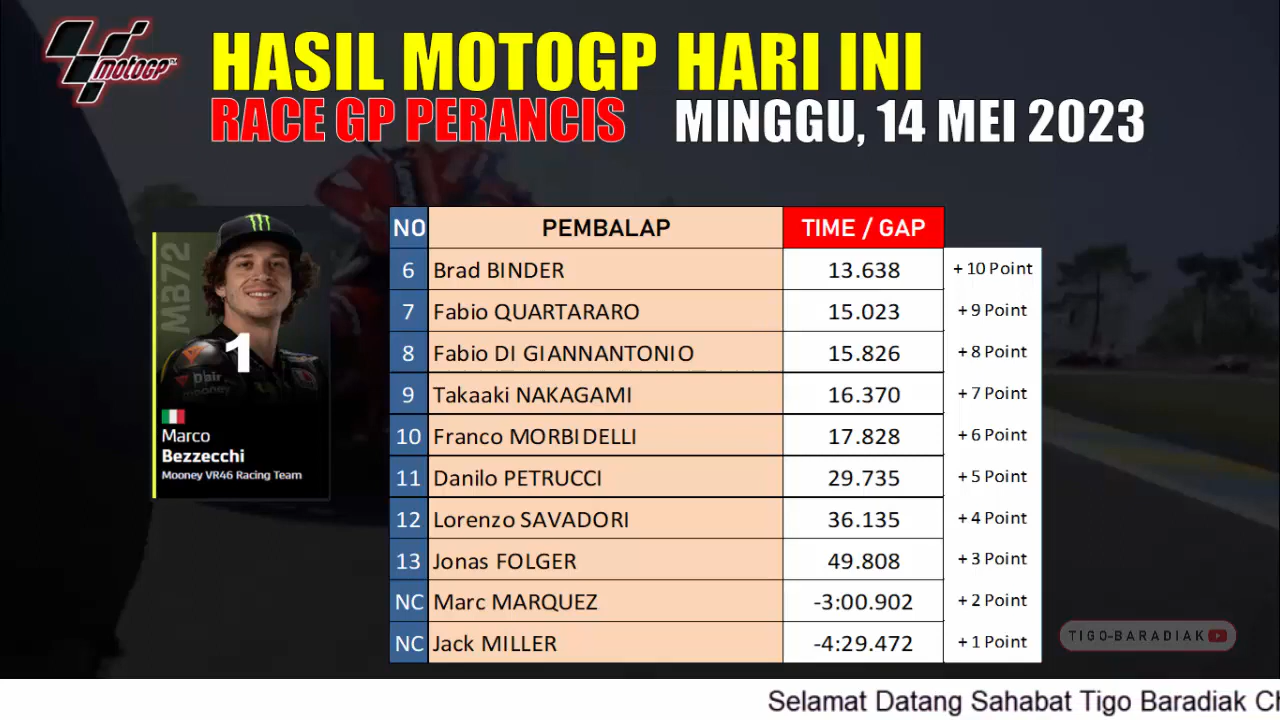 motoGP™
HASIL MOTOGP HARI INI
RACE GP PERANCIS MINGGU, 14 MEI 2023
MB72
1
D'air
mooney
Marco
Bezzecchi
Mooney VR46 Racing Team
NO PEMBALAP TIME / GAP
6 Brad BINDER 13.638 + 10 Point
7 Fabio QUARTARARO 15.023 + 9 Point
8 Fabio DI GIANNANTONIO 15.826 + 8 Point
9 Takaaki NAKAGAMI 16.370 + 7 Point
10 Franco MORBIDELLI 17.828 + 6 Point
11 Danilo PETRUCCI 29.735 + 5 Point
12 Lorenzo SAVADORI 36.135 + 4 Point
13 Jonas FOLGER 49.808 + 3 Point
NC Marc MARQUEZ -3:00.902 + 2 Point
NC Jack MILLER -4:29.472 + 1 Point
TIGO-BARADIAK
Selamat Datang Sahabat Tigo Baradiak Ch